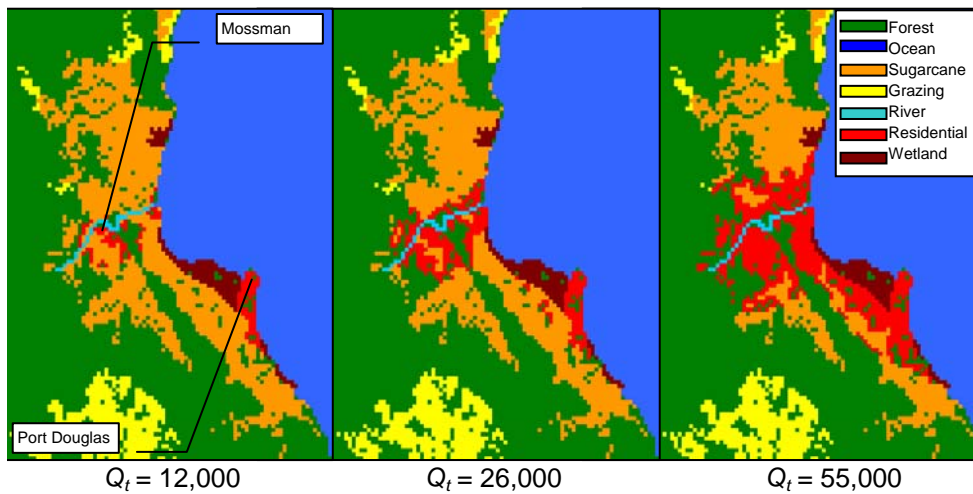 Mossman
Forest
Ocean
Sugarcane
Grazing
River
Residential
Wetland
Port Douglas
Qt = 12,000
Qt = 26,000
Qt = 55,000